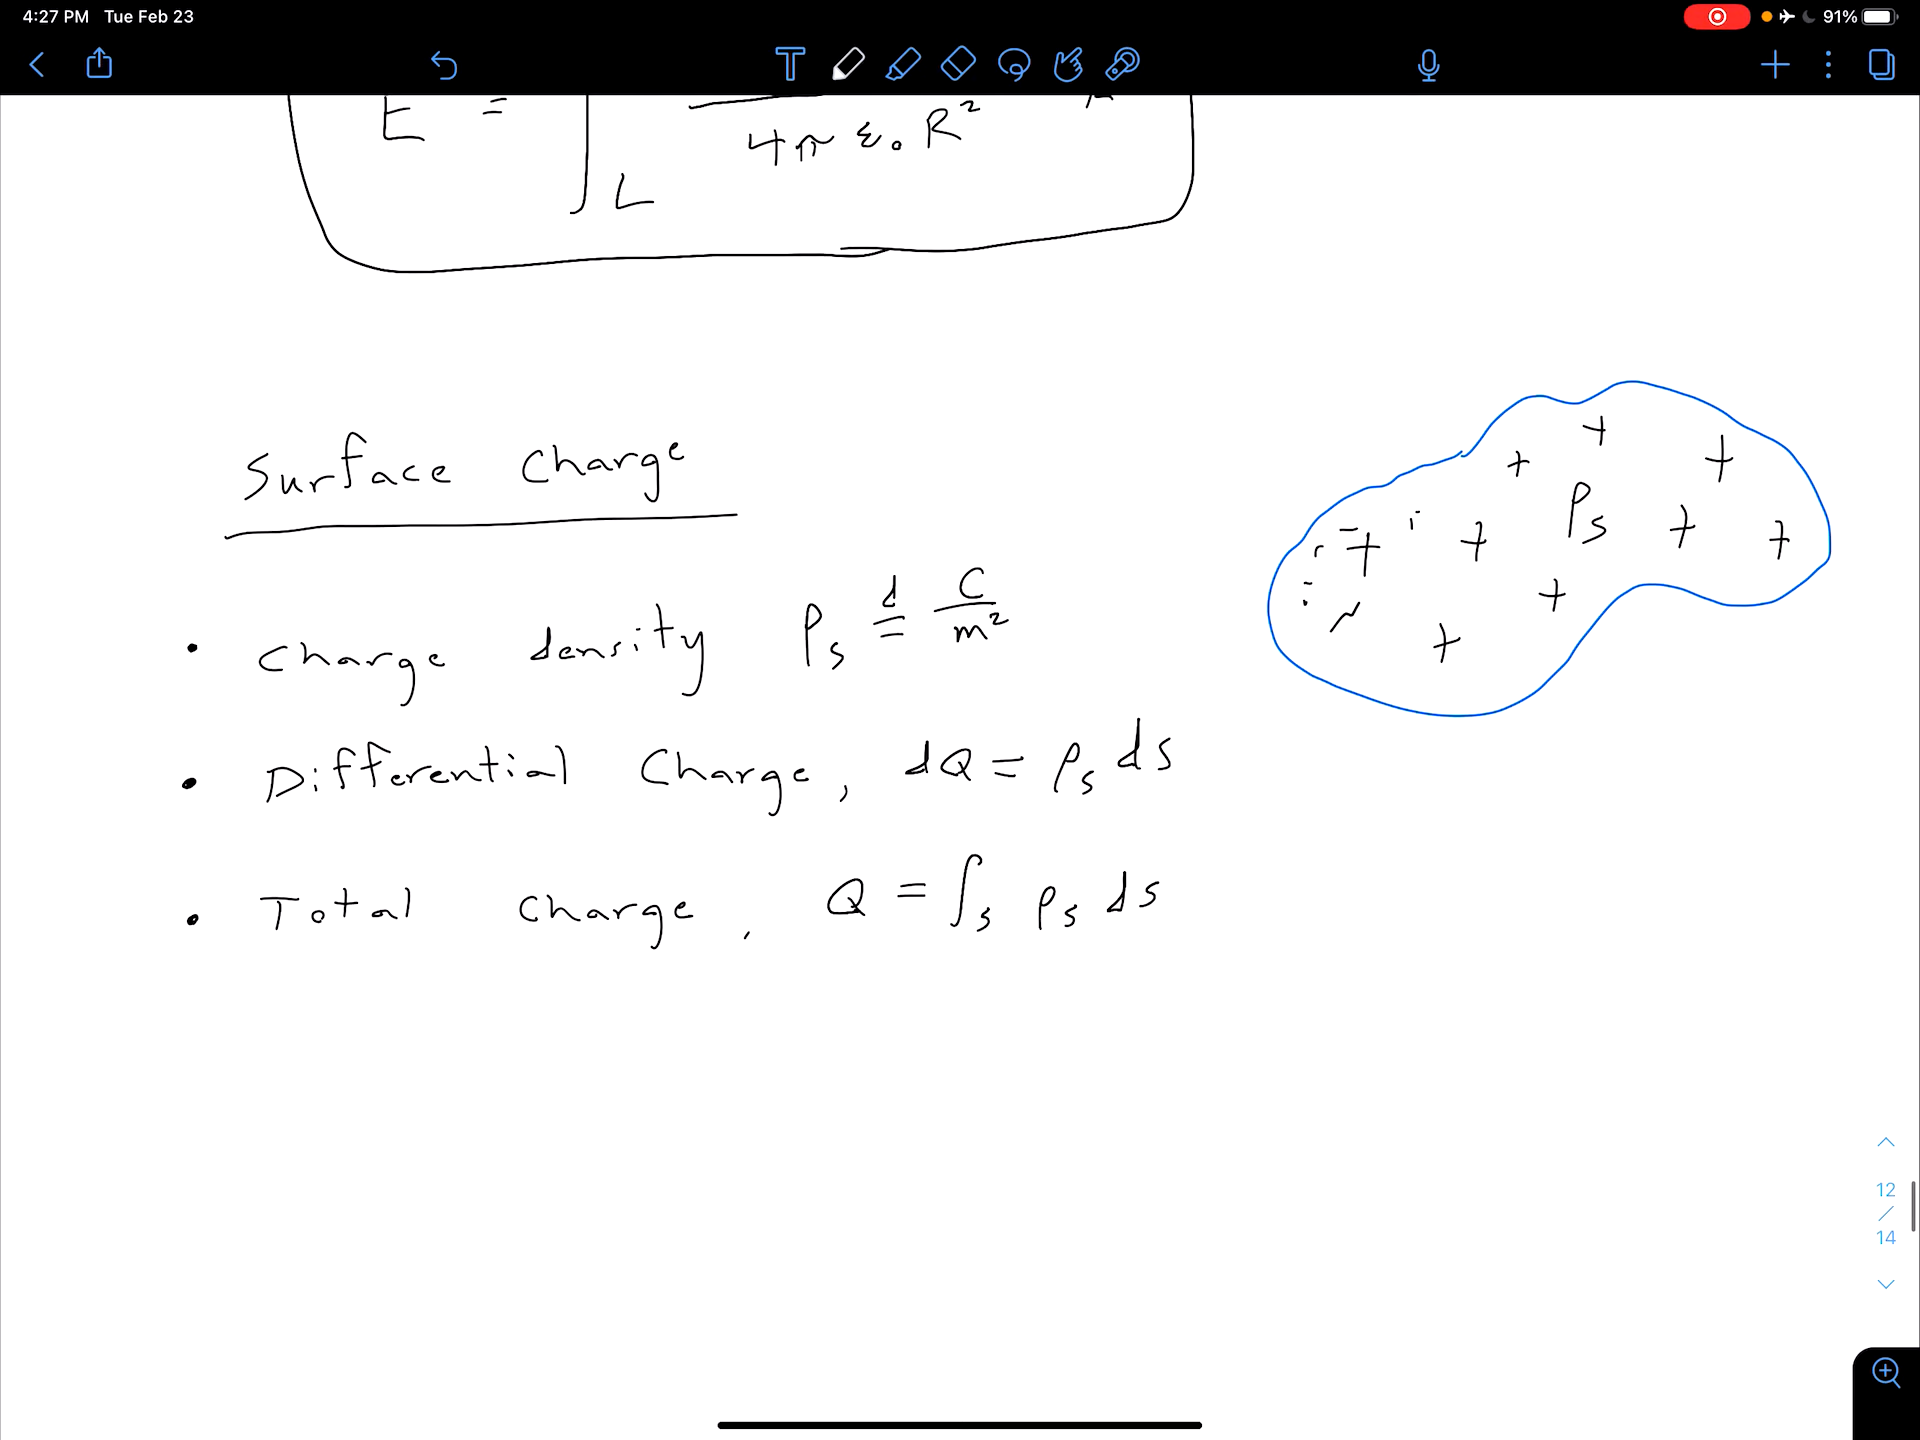 4:27 PM Tue Feb 23
91%
T
E = ∫L 4π ε₀ R²
Surface Charge
+ + + + ρs + + + + + +
• Charge density ρs d= C/m²
• Differential Charge, dQ = ρs ds
• Total Charge, Q = ∫s ρs ds
12
/
14